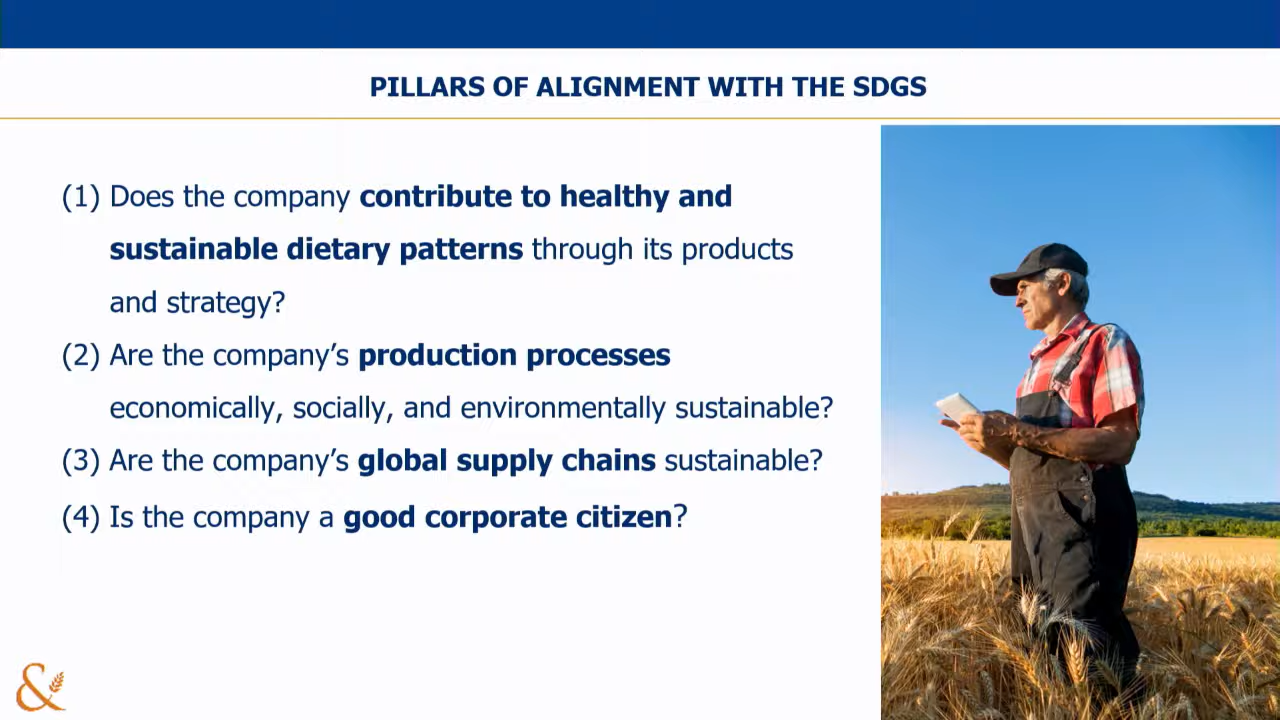 PILLARS OF ALIGNMENT WITH THE SDGS
(1) Does the company contribute to healthy and
sustainable dietary patterns through its products
and strategy?
(2) Are the company’s production processes
economically, socially, and environmentally sustainable?
(3) Are the company’s global supply chains sustainable?
(4) Is the company a good corporate citizen?
&